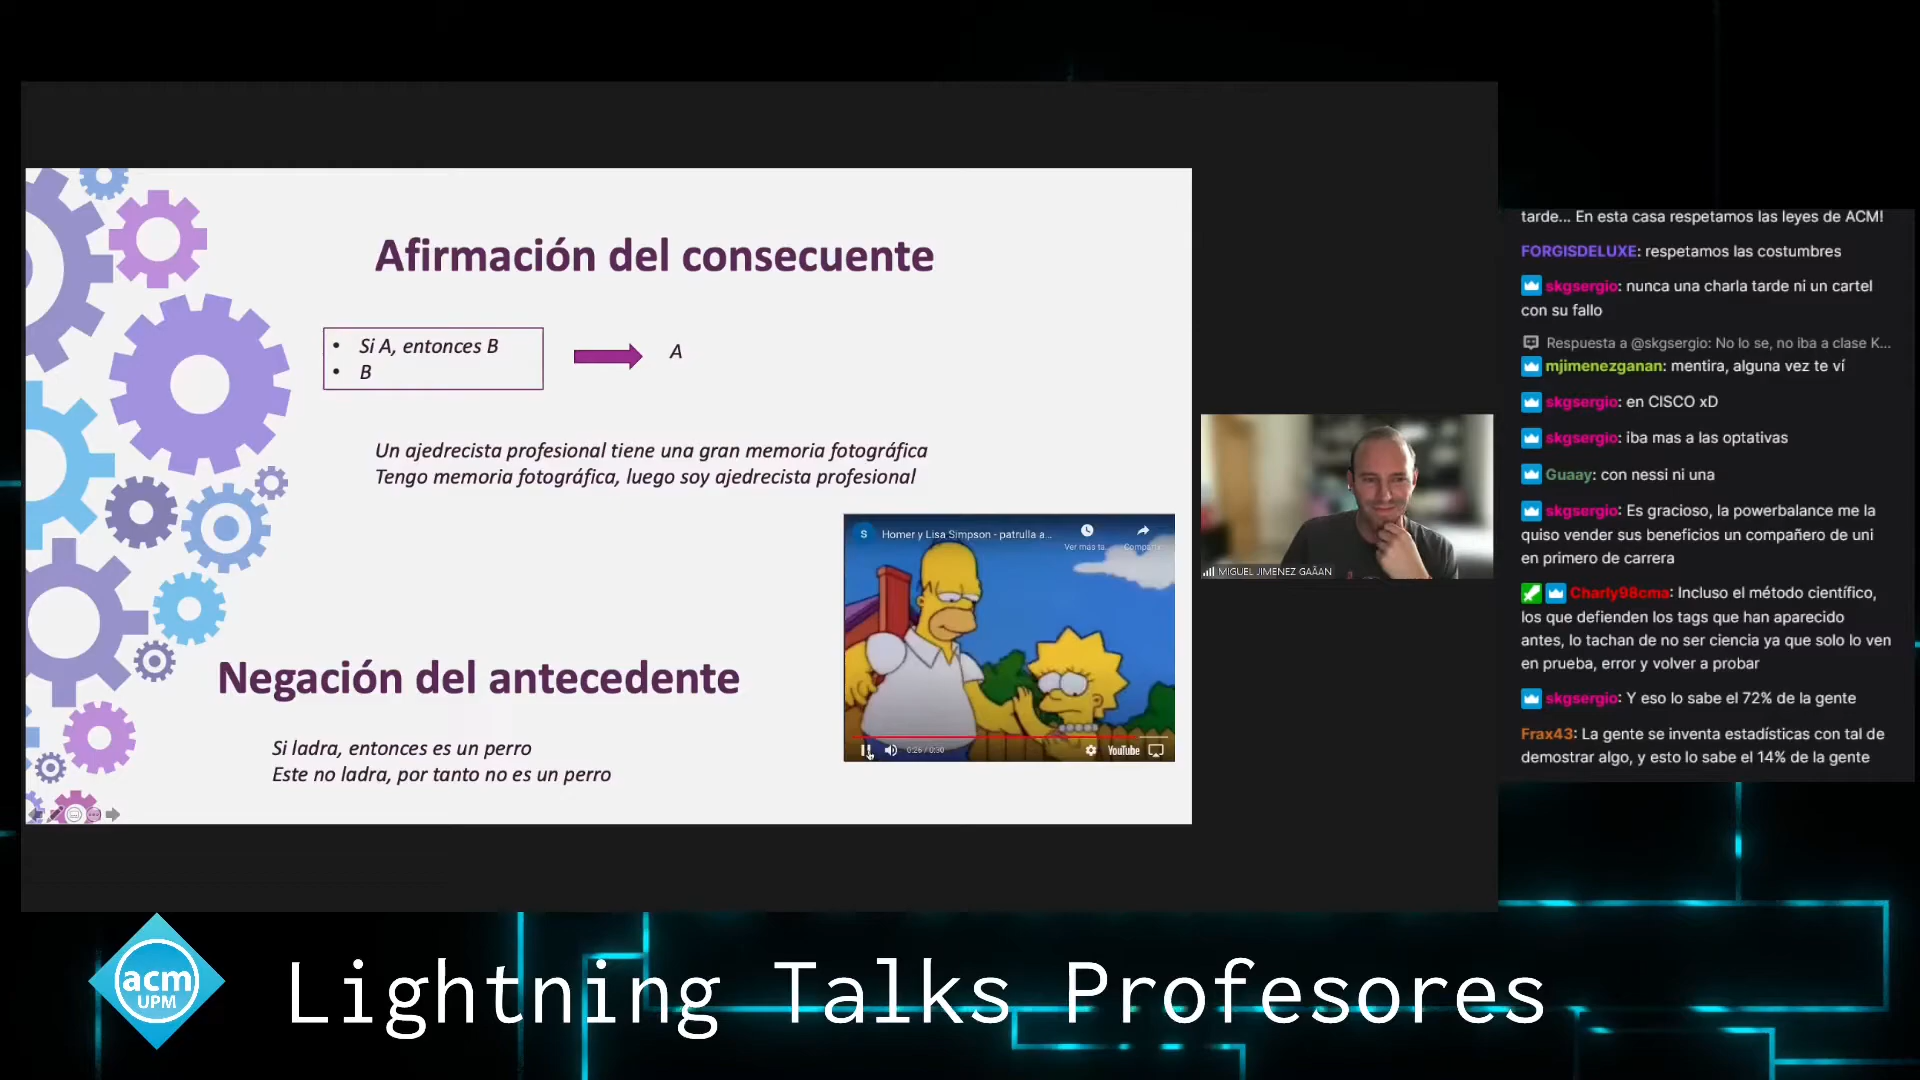 Afirmación del consecuente
• Si A, entonces B
• B
A
Un ajedrecista profesional tiene una gran memoria fotográfica
Tengo memoria fotográfica, luego soy ajedrecista profesional
S Homer y Lisa Simpson - patrulla a...
Ver más ta...
0:26 / 0:30
YouTube
Negación del antecedente
Si ladra, entonces es un perro
Este no ladra, por tanto no es un perro
MIGUEL JIMENEZ GAÃAN
tarde... En esta casa respetamos las leyes de ACM!
FORGISDELUXE: respetamos las costumbres
skgsergio: nunca una charla tarde ni un cartel
con su fallo
Respuesta a @skgsergio: No lo se, no iba a clase K...
mjimenezganan: mentira, alguna vez te ví
skgsergio: en CISCO xD
skgsergio: iba mas a las optativas
Guaay: con nessi ni una
skgsergio: Es gracioso, la powerbalance me la
quiso vender sus beneficios un compañero de uni
en primero de carrera
Charly98cma: Incluso el método científico,
los que defienden los tags que han aparecido
antes, lo tachan de no ser ciencia ya que solo lo ven
en prueba, error y volver a probar
skgsergio: Y eso lo sabe el 72% de la gente
Frax43: La gente se inventa estadísticas con tal de
demostrar algo, y esto lo sabe el 14% de la gente
acm
UPM
Lightning Talks Profesores